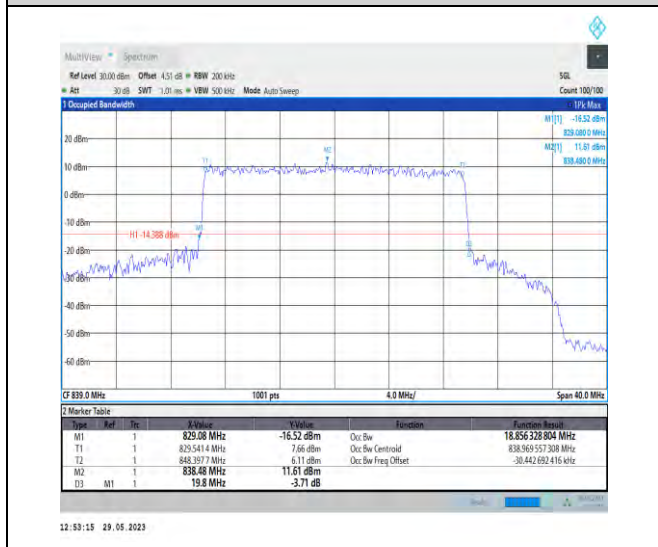 MultiView Spectrum
Ref Level 30.00 dBm Offset 4.51 dB RBW 200 kHz SGL
Att 30 dB SWT 1.01 ms VBW 500 kHz Mode Auto Sweep Count 100/100
1 Occupied Bandwidth 1Pk Max
M1[1] -16.52 dBm
829.080 0 MHz
M2[1] 11.61 dBm
838.480 0 MHz
20 dBm
M2
T1
T2
10 dBm
0 dBm
-10 dBm
M1
H1 -14.388 dBm
-20 dBm
D3
-30 dBm
-40 dBm
-50 dBm
-60 dBm
CF 839.0 MHz 1001 pts 4.0 MHz/ Span 40.0 MHz
2 Marker Table
Type Ref Trc X-Value Y-Value Function Function Result
M1 1 829.08 MHz -16.52 dBm Occ Bw 18.856 328 804 MHz
T1 1 829.541 4 MHz 7.66 dBm Occ Bw Centroid 838.969 557 308 MHz
T2 1 848.397 7 MHz 6.11 dBm Occ Bw Freq Offset -30.442 692 416 kHz
M2 1 838.48 MHz 11.61 dBm
D3 M1 1 19.8 MHz -3.71 dB
Ready
12:53:15 29.05.2023